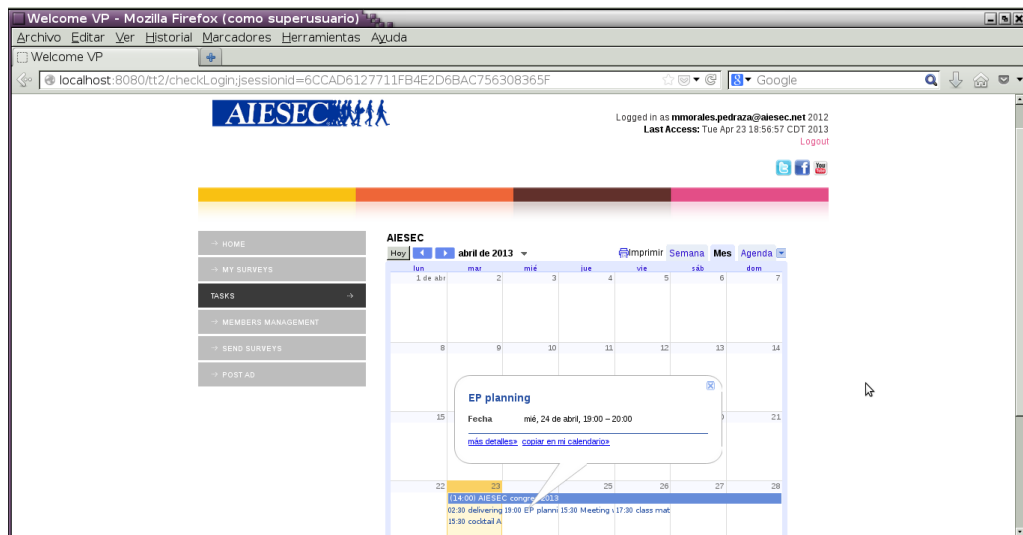 Welcome VP - Mozilla Firefox (como superusuario)
Archivo Editar Ver Historial Marcadores Herramientas Ayuda
Welcome VP
localhost:8080/tt2/checkLogin;jsessionid=6CCAD6127711FB4E2D6BAC756308365F
Google
AIESEC
Logged in as mmorales.pedraza@aiesec.net 2012
Last Access: Tue Apr 23 18:56:57 CDT 2013
Logout
You
HOME
MY SURVEYS
TASKS
MEMBERS MANAGEMENT
SEND SURVEYS
POST AD
AIESEC
Hoy abril de 2013 Imprimir Semana Mes Agenda
lun mar mié jue vie sáb dom
1 de abr 2 3 4 5 6 7
8 9 10 11 12 13 14
EP planning
Fecha mié, 24 de abril, 19:00 – 20:00
más detalles» copiar en mi calendario»
15 21
22 23 25 26 27 28
(14:00) AIESEC congres 2013
02:30 delivering 19:00 EP planni 15:30 Meeting 17:30 class mat
15:30 cocktail A